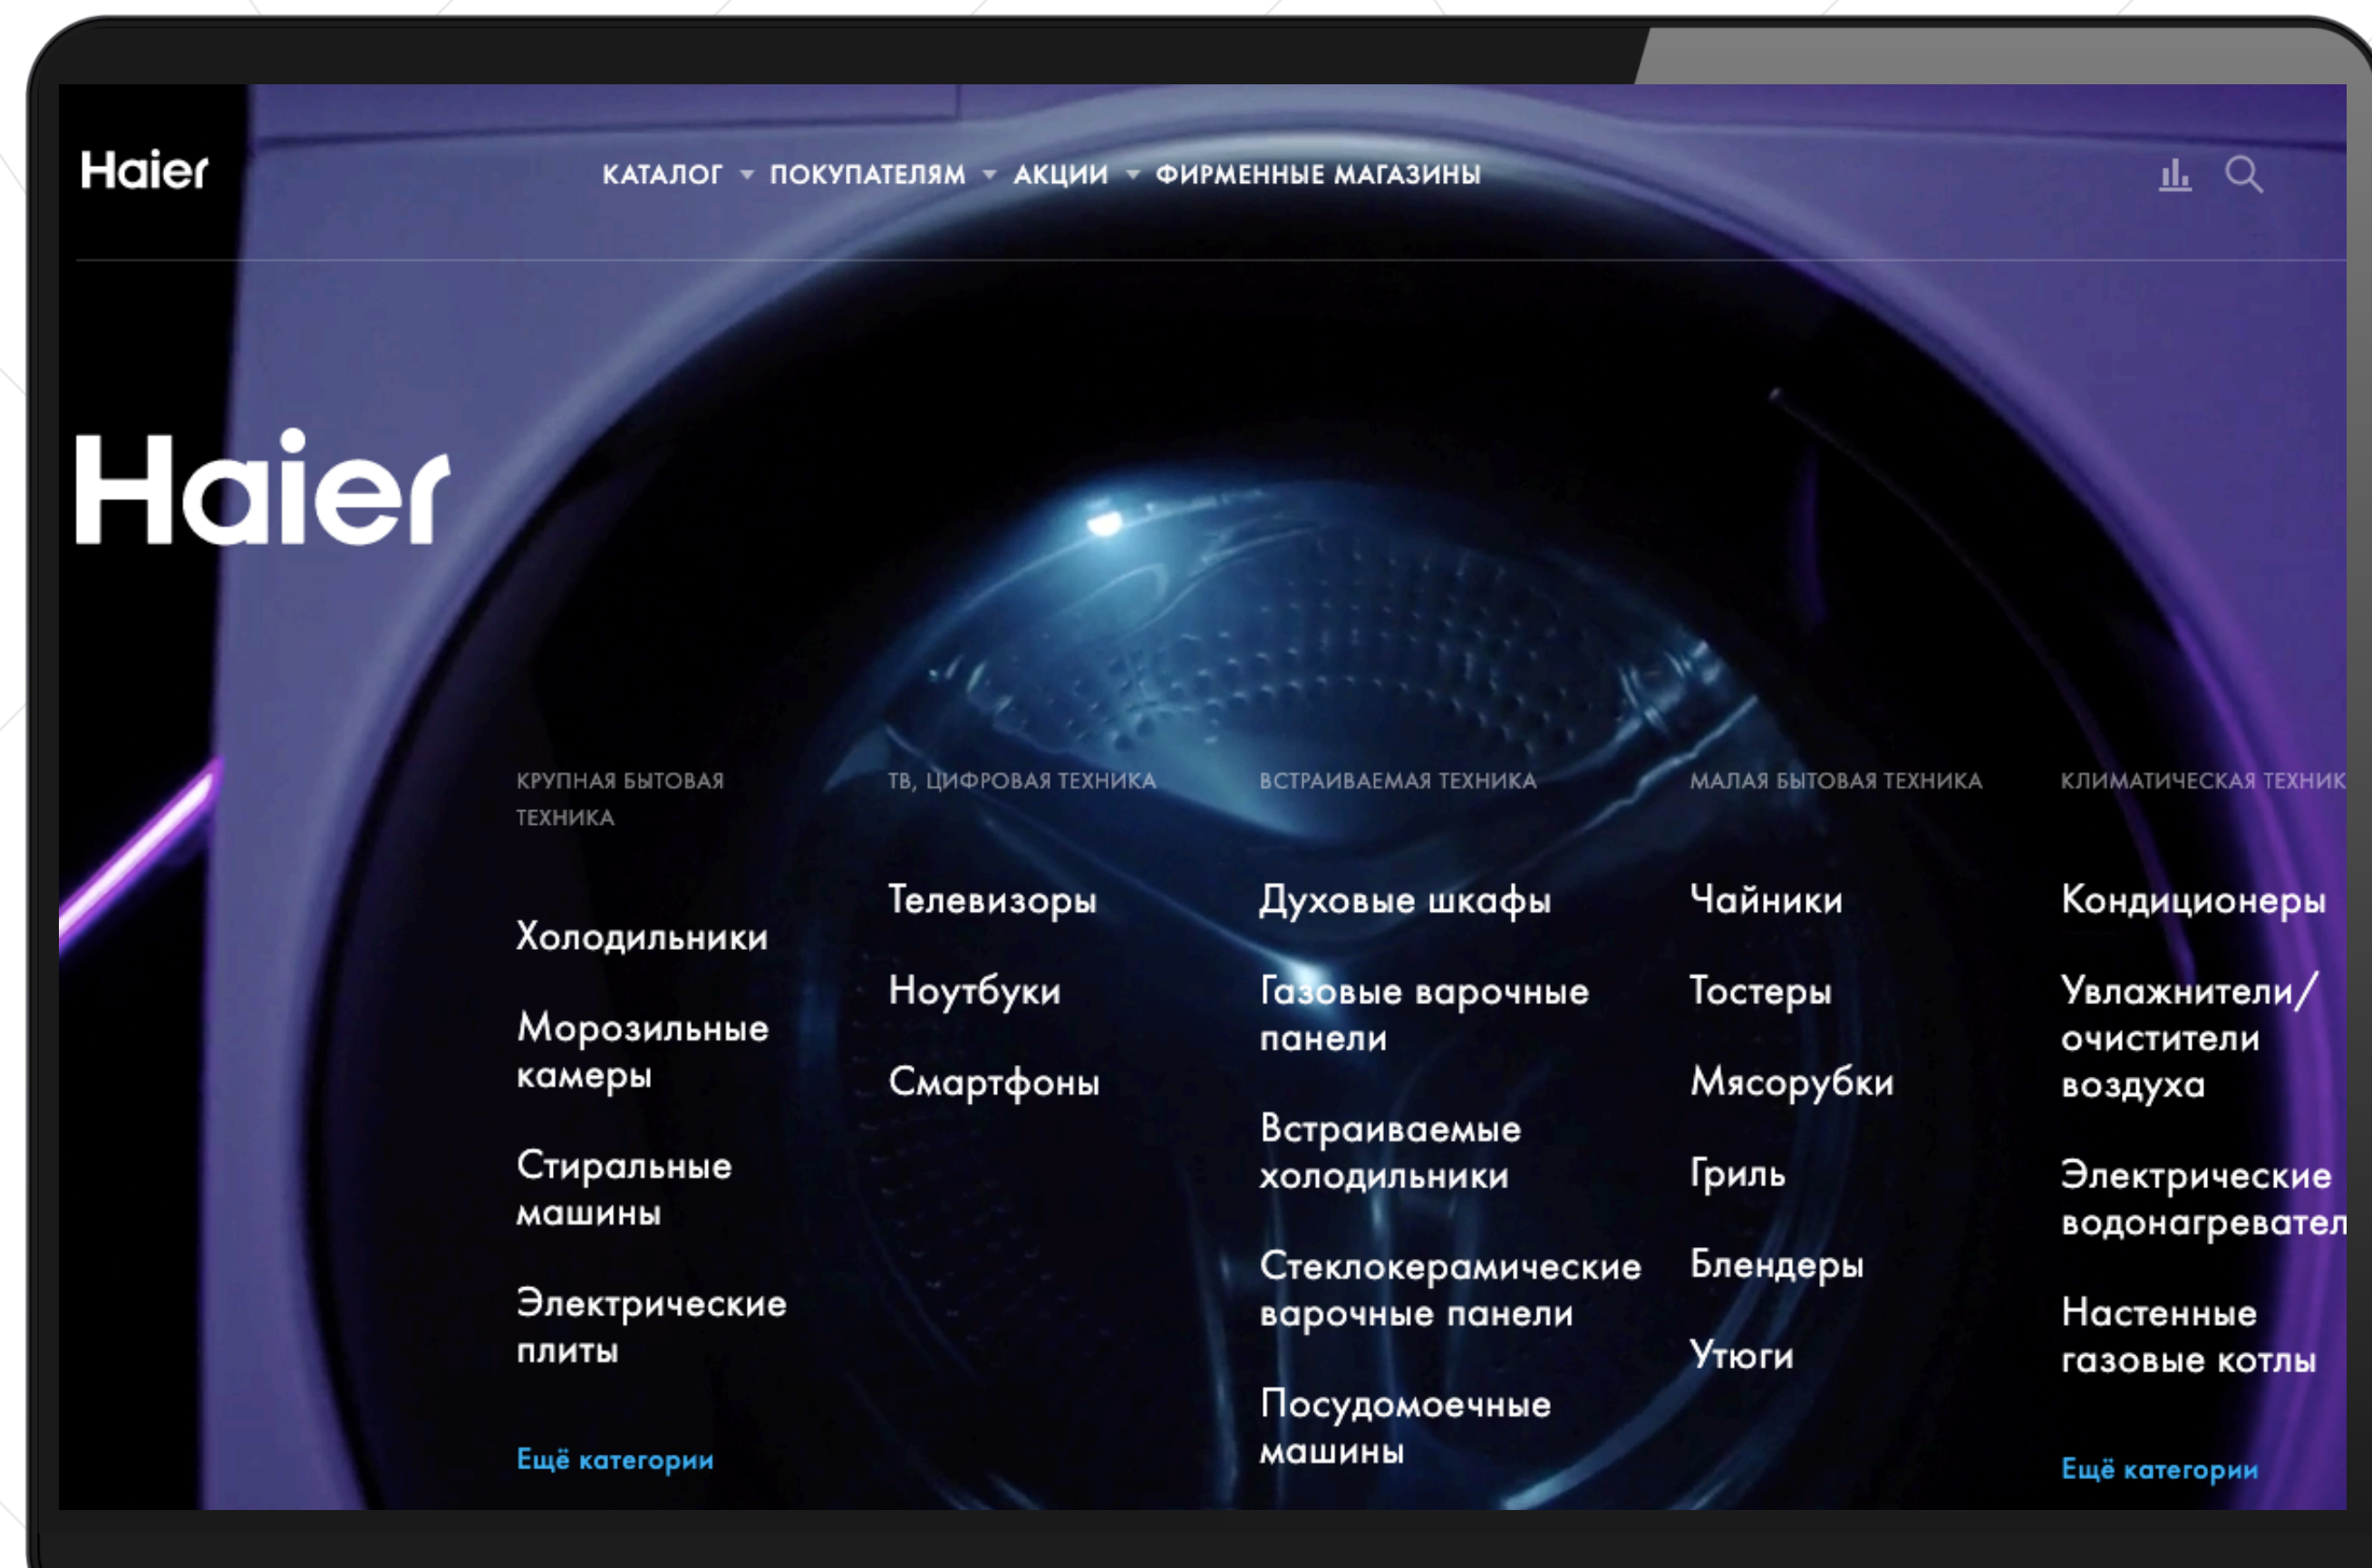 Haier
КАТАЛОГ ПОКУПАТЕЛЯМ АКЦИИ ФИРМЕННЫЕ МАГАЗИНЫ
Haier
КРУПНАЯ БЫТОВАЯ
ТЕХНИКА
Холодильники
Морозильные
камеры
Стиральные
машины
Электрические
плиты
Ещё категории
ТВ, ЦИФРОВАЯ ТЕХНИКА
Телевизоры
Ноутбуки
Смартфоны
ВСТРАИВАЕМАЯ ТЕХНИКА
Духовые шкафы
Газовые варочные
панели
Встраиваемые
холодильники
Стеклокерамические
варочные панели
Посудомоечные
машины
МАЛАЯ БЫТОВАЯ ТЕХНИКА
Чайники
Тостеры
Мясорубки
Гриль
Блендеры
Утюги
КЛИМАТИЧЕСКАЯ ТЕХНИК
Кондиционеры
Увлажнители/
очистители
воздуха
Электрические
водонагревател
Настенные
газовые котлы
Ещё категории